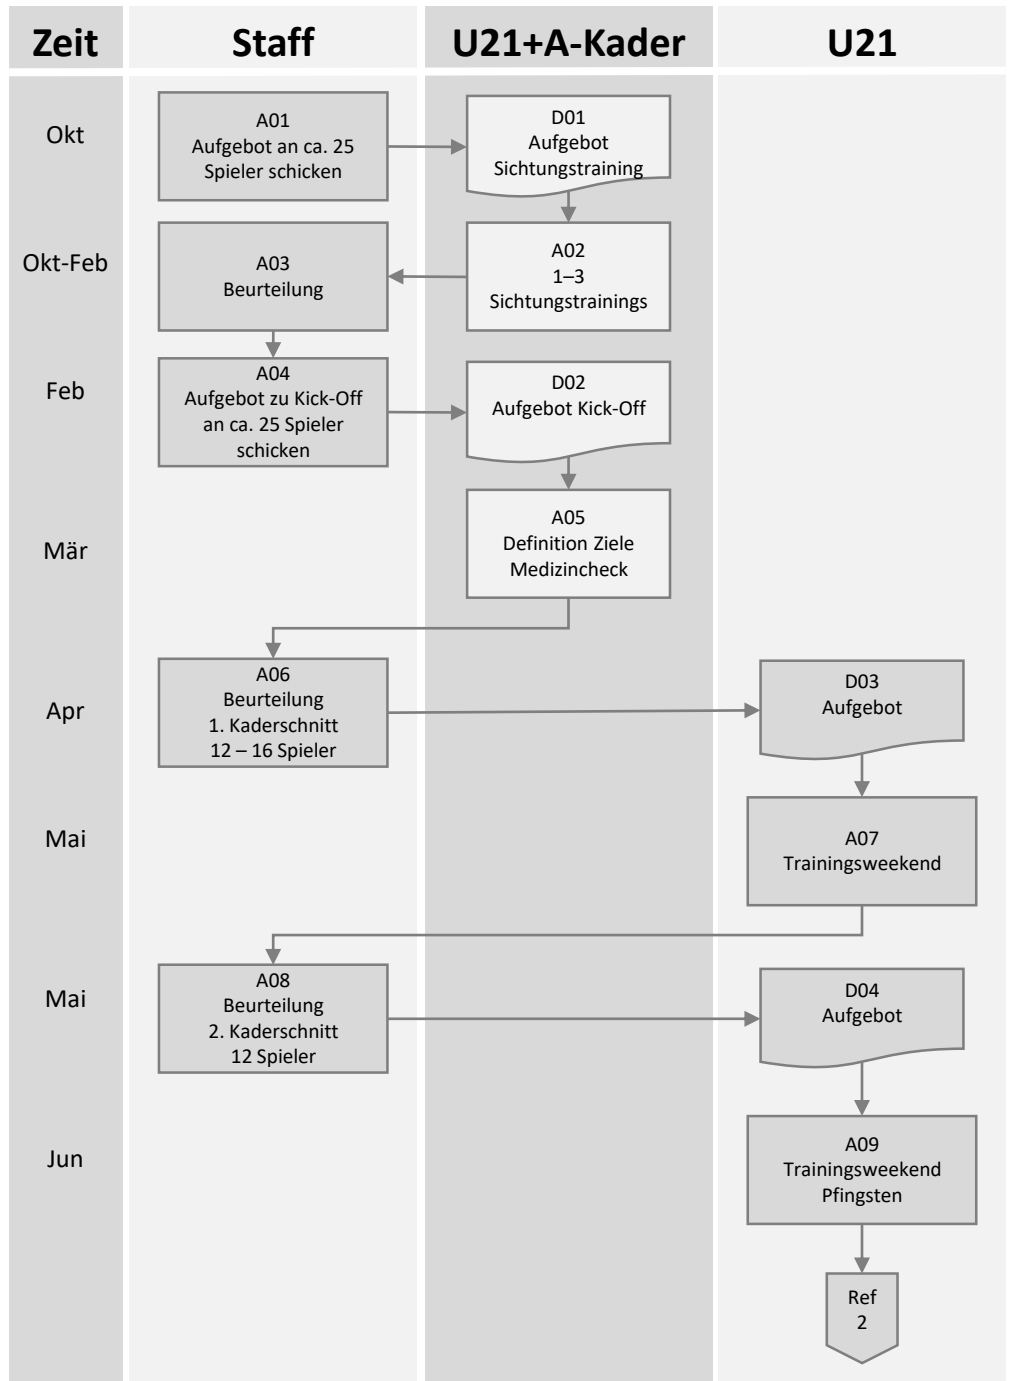 Zeit
Staff
U21+A-Kader
U21
Okt
A01
Aufgebot an ca. 25
Spieler schicken
D01
Aufgebot
Sichtungstraining
Okt-Feb
A03
Beurteilung
A02
1–3
Sichtungstrainings
Feb
A04
Aufgebot zu Kick-Off
an ca. 25 Spieler
schicken
D02
Aufgebot Kick-Off
Mär
A05
Definition Ziele
Medizincheck
Apr
A06
Beurteilung
1. Kaderschnitt
12 – 16 Spieler
D03
Aufgebot
Mai
A07
Trainingsweekend
Mai
A08
Beurteilung
2. Kaderschnitt
12 Spieler
D04
Aufgebot
Jun
A09
Trainingsweekend
Pfingsten
Ref
2